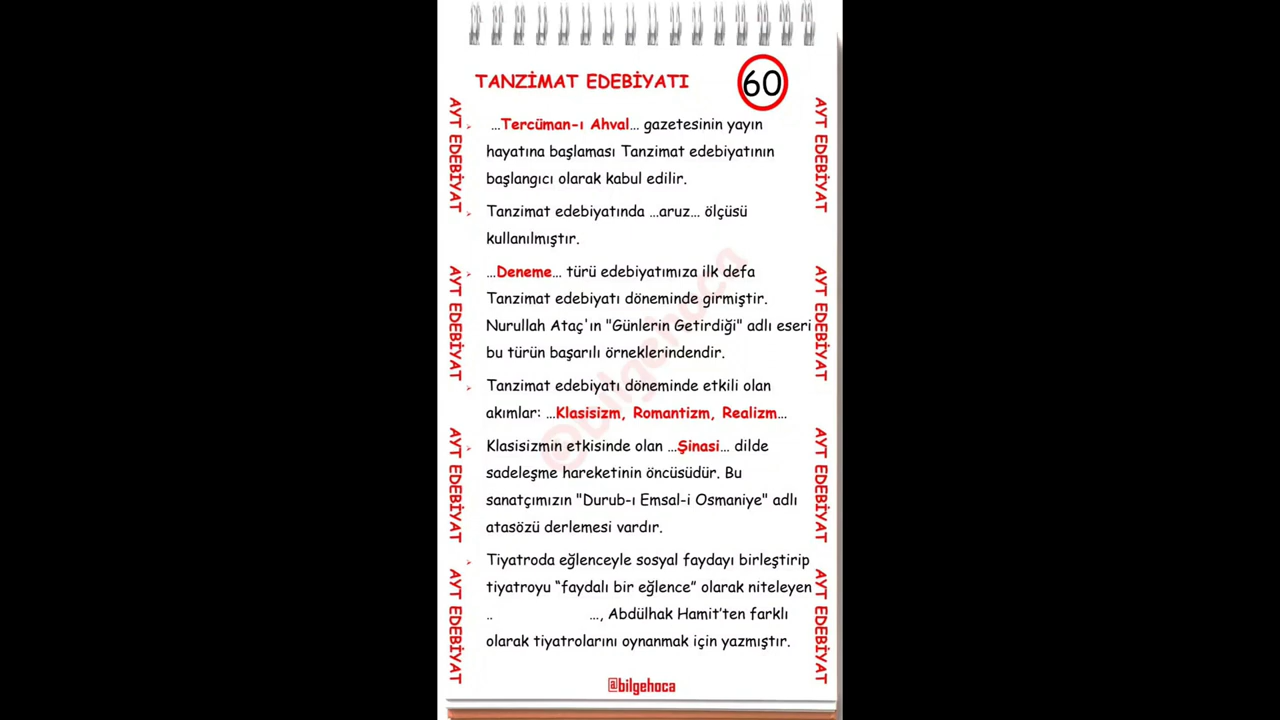 TANZİMAT EDEBİYATI
60
…Tercüman-ı Ahval… gazetesinin yayın
hayatına başlaması Tanzimat edebiyatının
başlangıcı olarak kabul edilir.
Tanzimat edebiyatında …aruz… ölçüsü
kullanılmıştır.
…Deneme… türü edebiyatımıza ilk defa
Tanzimat edebiyatı döneminde girmiştir.
Nurullah Ataç'ın "Günlerin Getirdiği" adlı eseri
bu türün başarılı örneklerindendir.
Tanzimat edebiyatı döneminde etkili olan
akımlar: …Klasisizm, Romantizm, Realizm…
Klasisizmin etkisinde olan …Şinasi… dilde
sadeleşme hareketinin öncüsüdür. Bu
sanatçımızın "Durub-ı Emsal-i Osmaniye" adlı
atasözü derlemesi vardır.
Tiyatroda eğlenceyle sosyal faydayı birleştirip
tiyatroyu “faydalı bir eğlence” olarak niteleyen
.. …, Abdülhak Hamit’ten farklı
olarak tiyatrolarını oynanmak için yazmıştır.
@bilgehoca
AYT EDEBİYAT
AYT EDEBİYAT
AYT EDEBİYAT
AYT EDEBİYAT
AYT EDEBİYAT
AYT EDEBİYAT
AYT EDEBİYAT
AYT EDEBİYAT
@bilgehoca